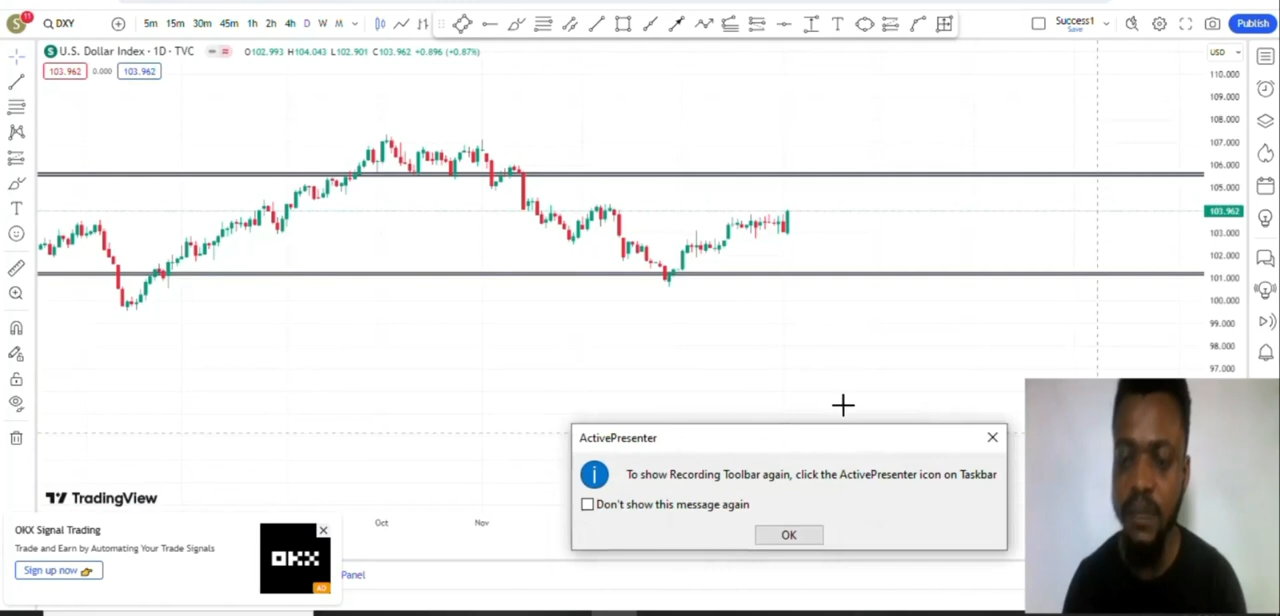 S 11 DXY 5m 15m 30m 45m 1h 2h 4h D W M Success1 Save Publish
U.S. Dollar Index · 1D · TVC O102.993 H104.043 L102.901 C103.962 +0.896 (+0.87%) USD
103.962 0.000 103.962
110.000
109.000
108.000
107.000
106.000
105.000
103.962
103.000
102.000
101.000
100.000
99.000
98.000
97.000
ActivePresenter
To show Recording Toolbar again, click the ActivePresenter icon on Taskbar
Don't show this message again
OK
TradingView
Oct Nov
OKX Signal Trading
Trade and Earn by Automating Your Trade Signals
Sign up now
OKX
AD
Panel